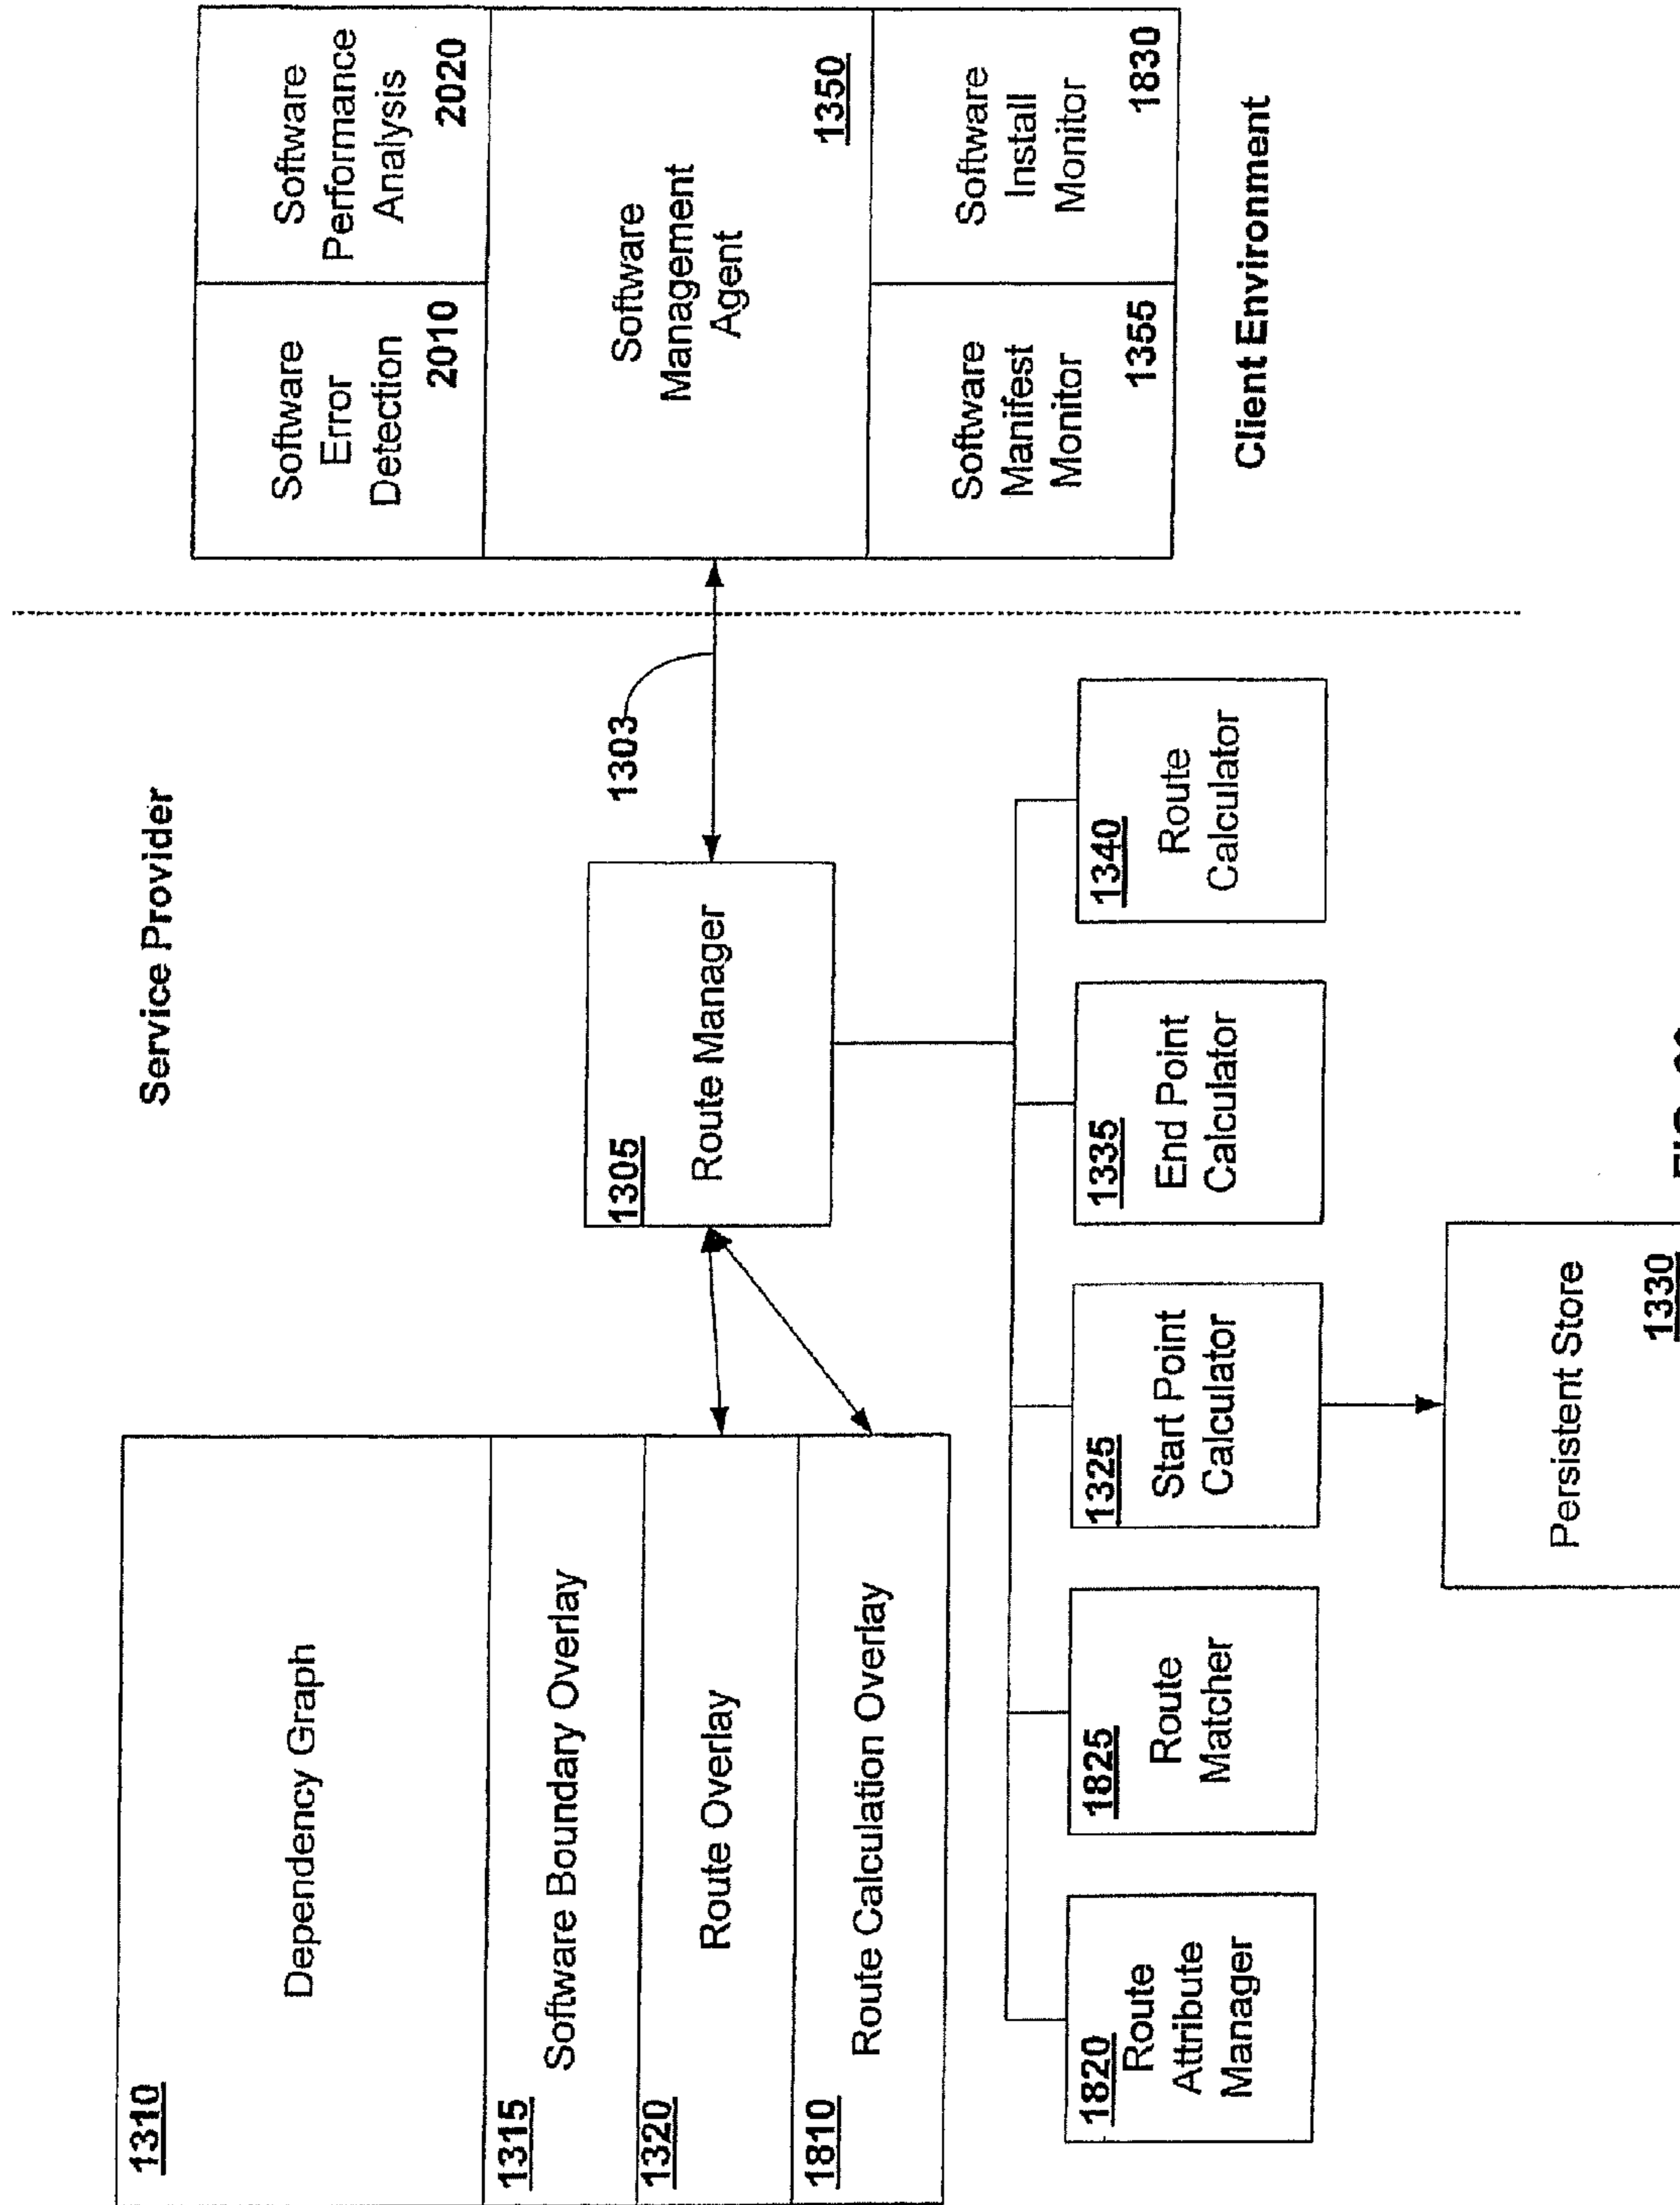 Service Provider
1310
Dependency Graph
1315
Software Boundary Overlay
1320
Route Overlay
1810
Route Calculation Overlay
1305
Route Manager
1303
Software
Error
Detection
2010
Software
Performance
Analysis
2020
Software
Management
Agent
1350
Software
Manifest
Monitor
1355
Software
Install
Monitor
1830
Client Environment
1820
Route
Attribute
Manager
1825
Route
Matcher
1325
Start Point
Calculator
1335
End Point
Calculator
1340
Route
Calculator
Persistent Store
1330